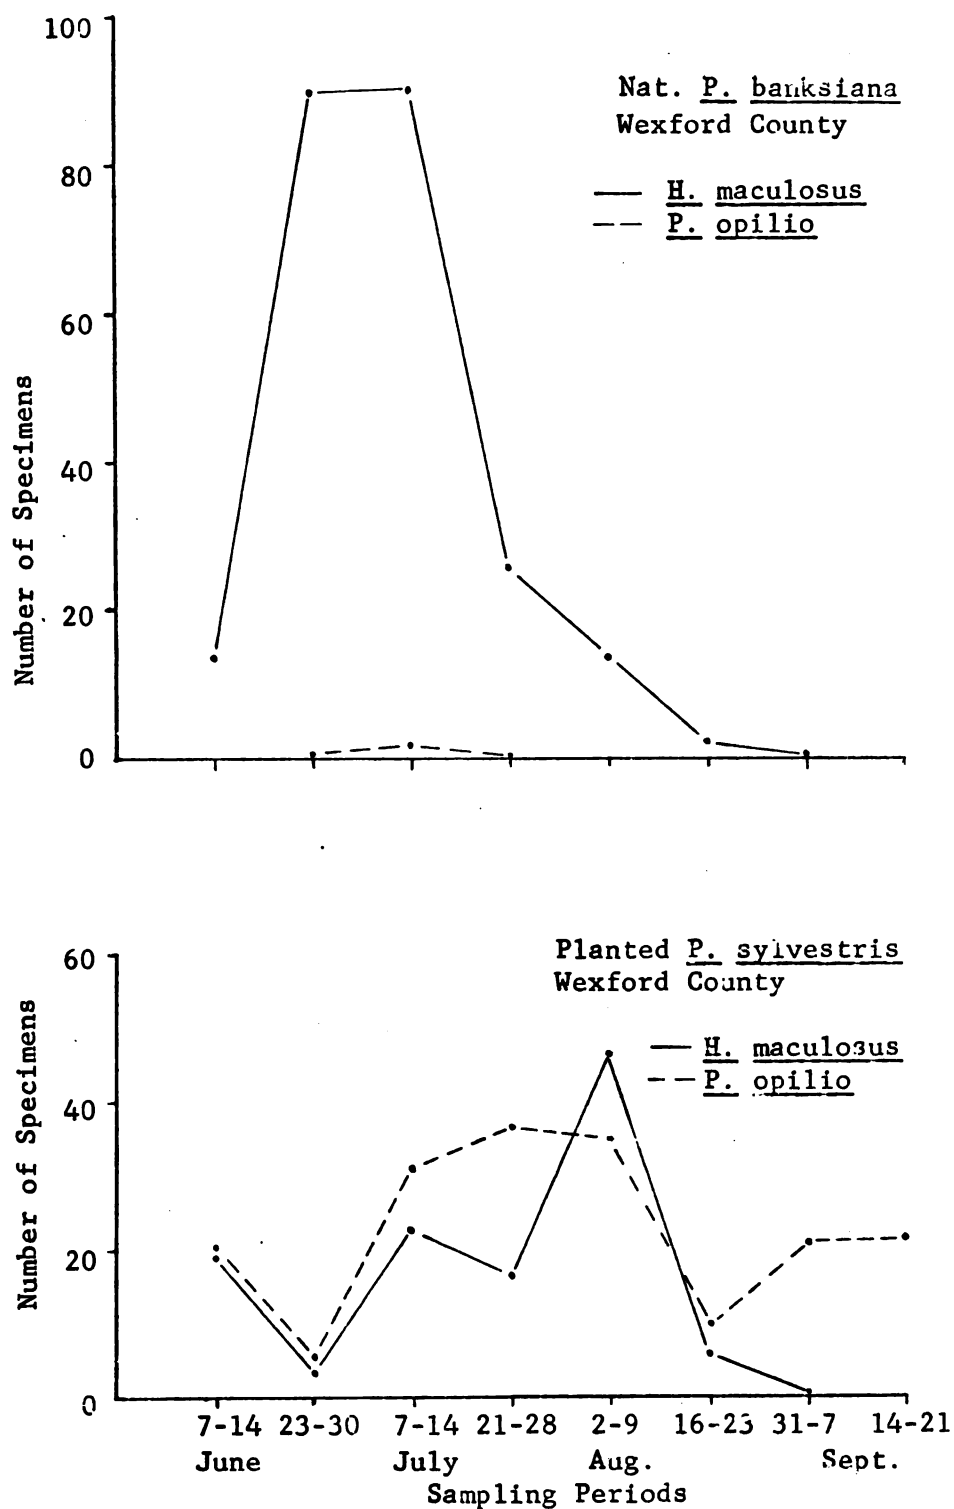 100
80
60
40
20
0
Number of Specimens
Nat. P. banksiana
Wexford County
H. maculosus
P. opilio
60
40
20
0
Number of Specimens
Planted P. sylvestris
Wexford County
H. maculosus
P. opilio
7-14 23-30 7-14 21-28 2-9 16-23 31-7 14-21
June July Aug. Sept.
Sampling Periods